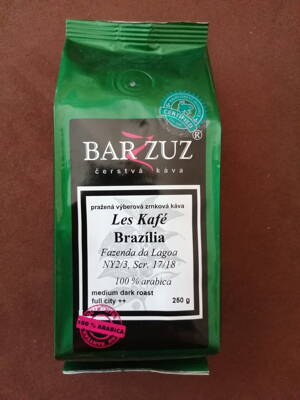 CERTIFIED
BARZZUZ®
čerstvá káva
pražená výberová zrnková káva
Les Kafé
Brazília
Fazenda da Lagoa
NY2/3, Scr. 17/18
100 % arabica
medium dark roast
full city ++ 250 g
100 % ARABICA